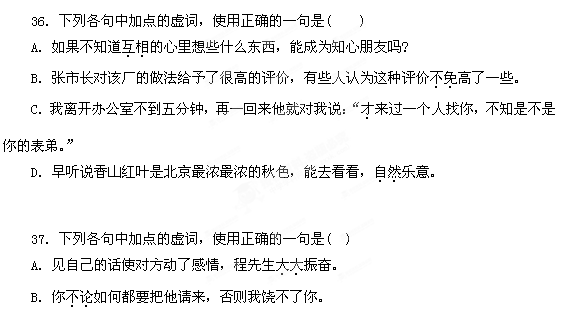 36．下列各句中加点的虚词，使用正确的一句是(　　)
A．如果不知道互相的心里想些什么东西，能成为知心朋友吗?
B．张市长对该厂的做法给予了很高的评价，有些人认为这种评价不免高了一些。
C．我离开办公室不到五分钟，再一回来他就对我说：“才来过一个人找你，不知是不是
你的表弟。”
D．早听说香山红叶是北京最浓最浓的秋色，能去看看，自然乐意。
37．下列各句中加点的虚词，使用正确的一句是(　)
A．见自己的话使对方动了感情，程先生大大振奋。
B．你不论如何都要把他请来，否则我饶不了你。